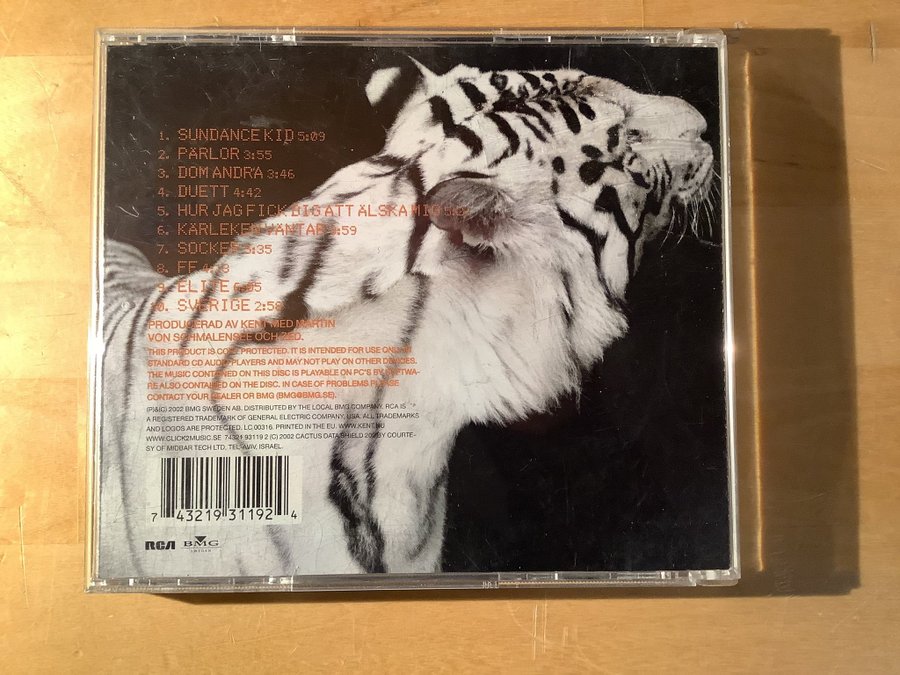 1. SUNDANCE KID 5:09
2. PÄRLOR 3:55
3. DOM ANDRA 3:46
4. DUETT 4:42
5. HUR JAG FICK DIG ATT ÄLSKA MIG
6. KÄRLEKEN VÄNTAR 3:59
7. SOCKER 5:35
8. FF
9. ELITE 6:05
10. SVERIGE 2:58
PRODUCERAD AV KENT MED MARTIN
VON SCHMALENSEE OCH ZED.
THIS PRODUCT IS COPY PROTECTED. IT IS INTENDED FOR USE ONLY IN
STANDARD CD AUDIO PLAYERS AND MAY NOT PLAY ON OTHER DEVICES.
THE MUSIC CONTAINED ON THIS DISC IS PLAYABLE ON PC'S BY SOFTWA-
RE ALSO CONTAINED ON THE DISC. IN CASE OF PROBLEMS PLEASE
CONTACT YOUR DEALER OR BMG (BMG@BMG.SE).
(P)&(C) 2002 BMG SWEDEN AB. DISTRIBUTED BY THE LOCAL BMG COMPANY. RCA IS
A REGISTERED TRADEMARK OF GENERAL ELECTRIC COMPANY, USA. ALL TRADEMARKS
AND LOGOS ARE PROTECTED. LC 00316. PRINTED IN THE EU. WWW.KENT.NU
WWW.CLICK2MUSIC.SE 74321 93119 2 (C) 2002 CACTUS DATA SHIELD 200 BY COURTE-
SY OF MIDBAR TECH LTD, TEL-AVIV, ISRAEL.
7 43219 31192 4
RCA BMG
SWEDEN